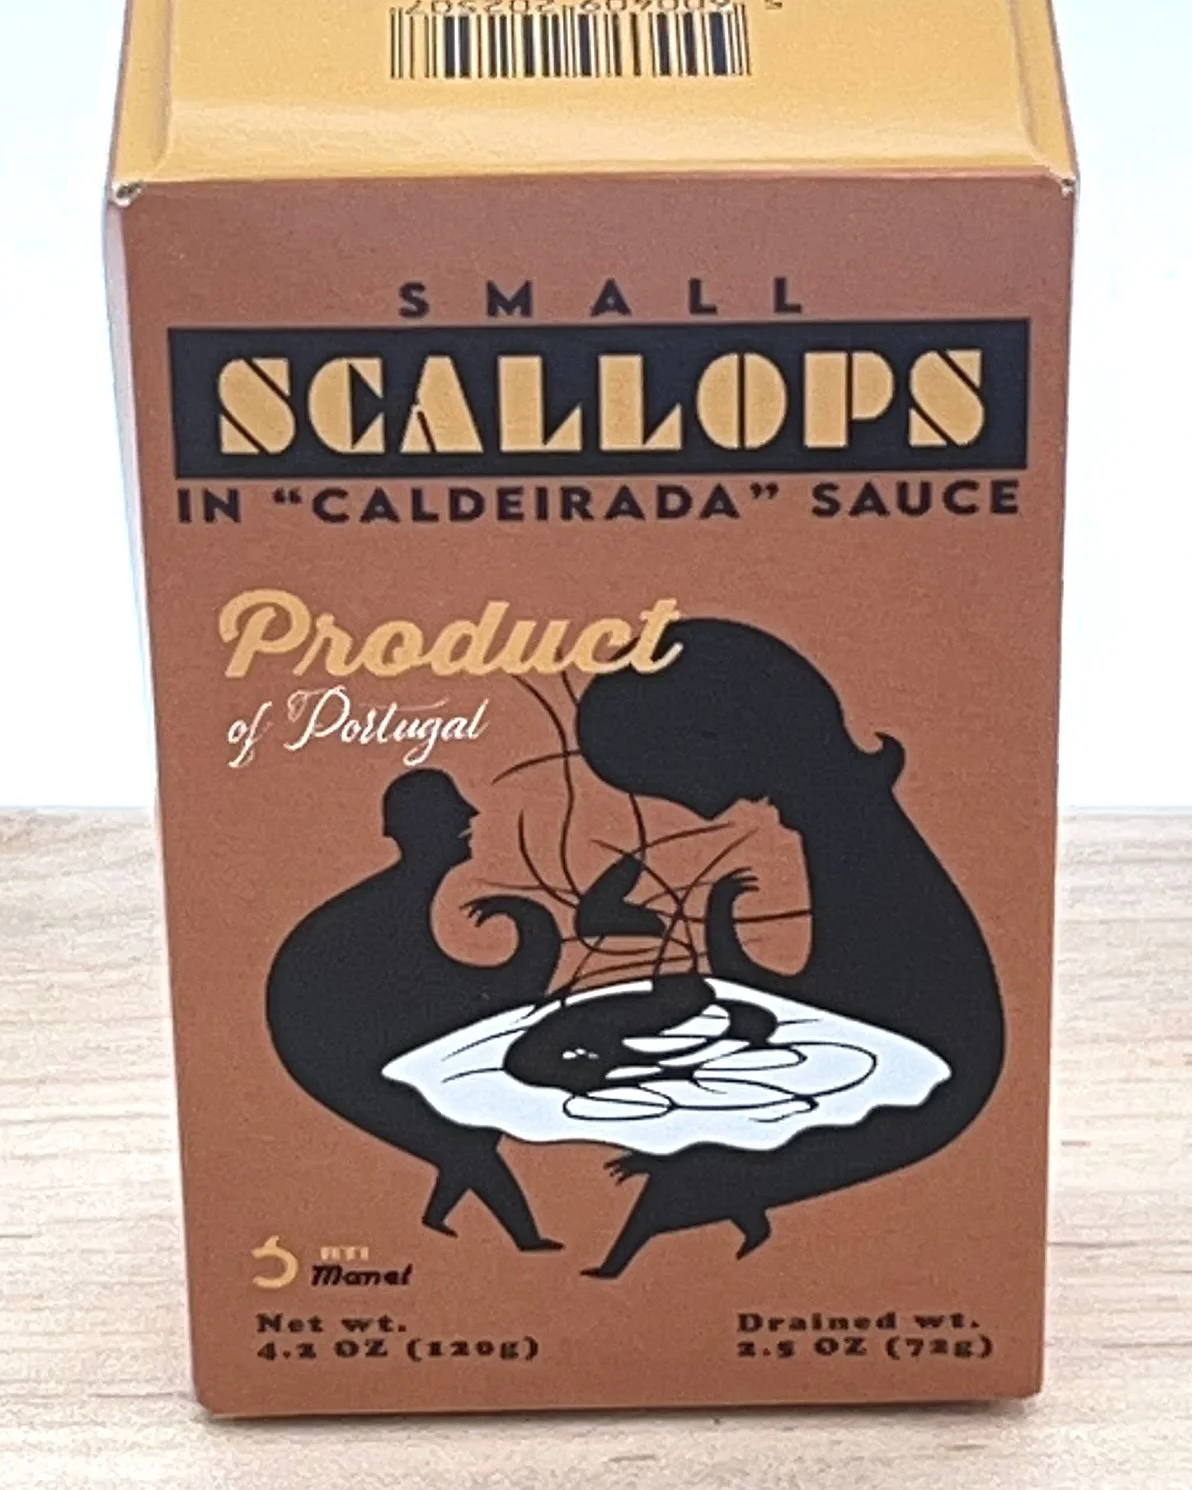 SMALL
SCALLOPS
IN “CALDEIRADA” SAUCE
Product
of Portugal
ATI
Manel
Net wt.
4.2 OZ (120g)
Drained wt.
2.5 OZ (72g)